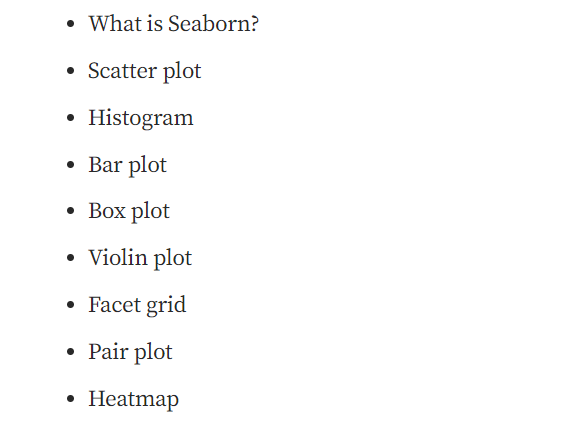 • What is Seaborn?
• Scatter plot
• Histogram
• Bar plot
• Box plot
• Violin plot
• Facet grid
• Pair plot
• Heatmap